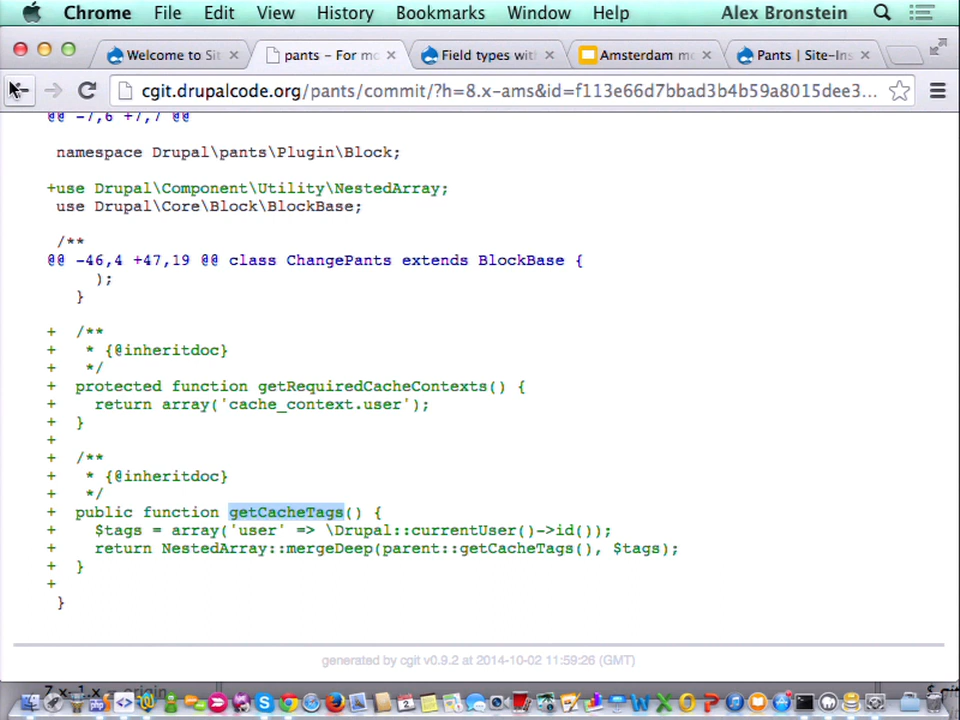 Chrome File Edit View History Bookmarks Window Help Alex Bronstein
Welcome to Sit × pants – For mo × Field types wit × Amsterdam mo × Pants | Site-Ins ×
cgit.drupalcode.org/pants/commit/?h=8.x-ams&id=f113e66d7bbad3b4b59a8015dee3...
@@ -7,6 +7,7 @@
namespace Drupal\pants\Plugin\Block;
+use Drupal\Component\Utility\NestedArray;
use Drupal\Core\Block\BlockBase;
/**
@@ -46,4 +47,19 @@ class ChangePants extends BlockBase {
);
}
+ /**
+ * {@inheritdoc}
+ */
+ protected function getRequiredCacheContexts() {
+ return array('cache_context.user');
+ }
+
+ /**
+ * {@inheritdoc}
+ */
+ public function getCacheTags() {
+ $tags = array('user' => \Drupal::currentUser()->id());
+ return NestedArray::mergeDeep(parent::getCacheTags(), $tags);
+ }
+
}
generated by cgit v0.9.2 at 2014-10-02 11:59:26 (GMT)